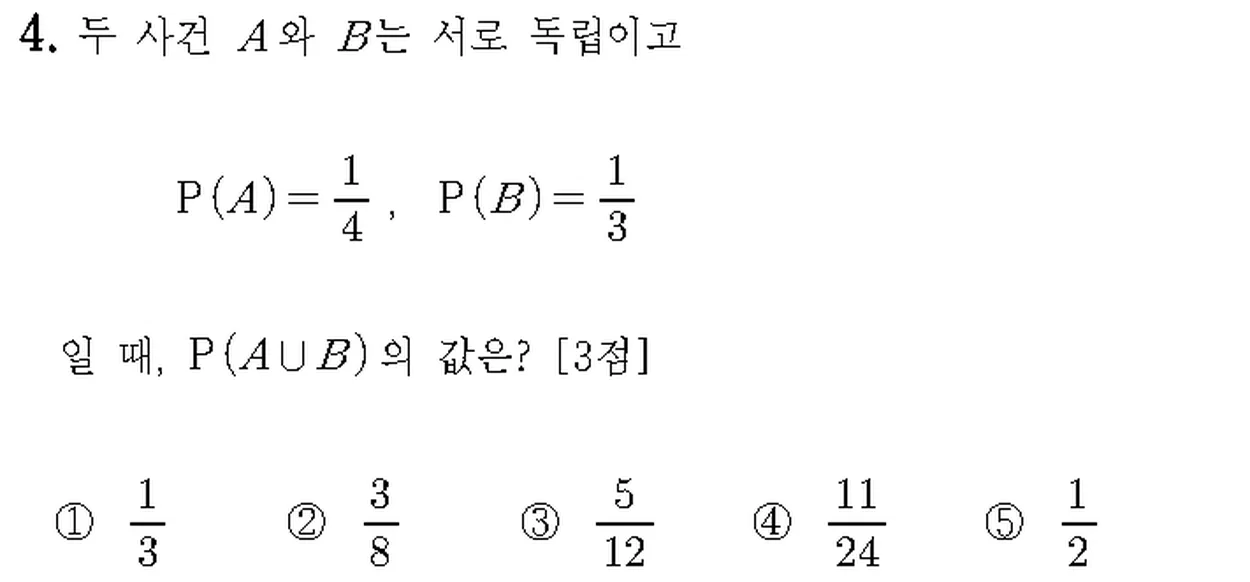 4. 두 사건 A와 B는 서로 독립이고
P(A)=1/4, P(B)=1/3
일 때, P(A∪B)의 값은? [3점]
① 1/3 ② 3/8 ③ 5/12 ④ 11/24 ⑤ 1/2